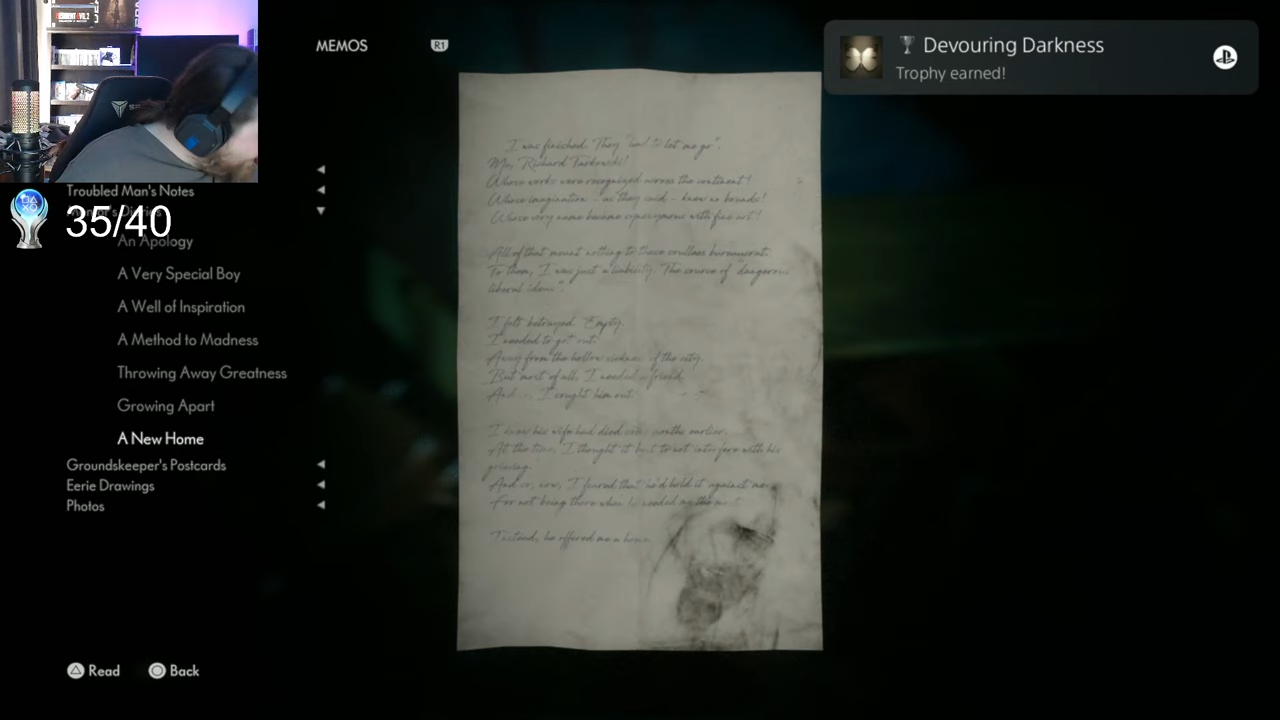 MEMOS
R1
Devouring Darkness
Trophy earned!
Troubled Man's Notes
35/40
An Apology
A Very Special Boy
A Well of Inspiration
A Method to Madness
Throwing Away Greatness
Growing Apart
A New Home
Groundskeeper's Postcards
Eerie Drawings
Photos
I was finished. They "had to let me go".
Me, Richard Tarkowski!
Whose works were recognized across the continent!
Whose imagination - as they said - knew no bounds!
Whose very name became synonymous with fine art!
All of that meant nothing to these soulless bureaucrats.
To them, I was just a liability. The source of "dangerous
liberal ideas".
I felt betrayed. Empty.
I needed to get out.
Away from the hollow sickness of the city.
But most of all, I needed a friend.
And so, I sought him out.
I knew his wife had died some months earlier.
At the time, I thought it best to not interfere with his
grieving.
And so, now, I feared that he'd hold it against me.
For not being there when he needed me the most.
Instead, he offered me a home.
Read
Back